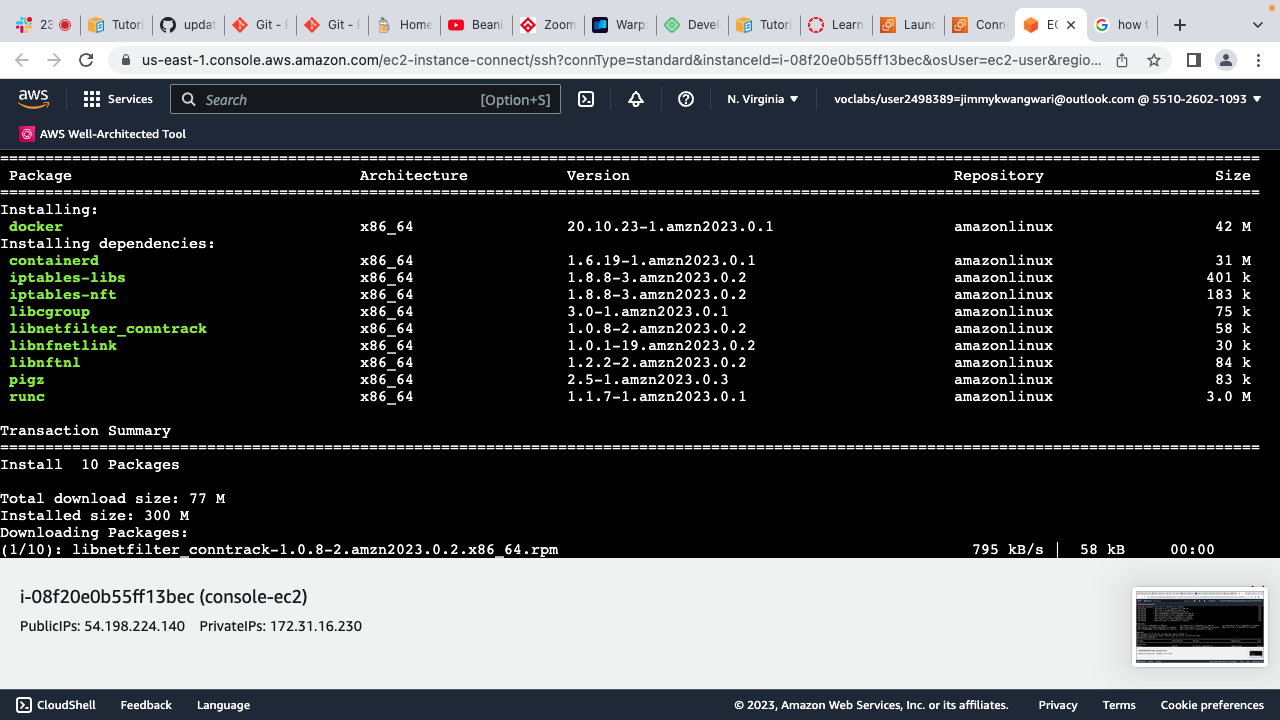 23 Tutori updat Git - F Git - F Home Beani Zoom Warp: Deve Tutori Learn Laun Conn EC how t
us-east-1.console.aws.amazon.com/ec2-instance-connect/ssh?connType=standard&instanceId=i-08f20e0b55ff13bec&osUser=ec2-user&regio...
aws Services Search [Option+S] N. Virginia voclabs/user2498389=jimmykwangwari@outlook.com @ 5510-2602-1093
AWS Well-Architected Tool
Package Architecture Version Repository Size
Installing:
docker x86_64 20.10.23-1.amzn2023.0.1 amazonlinux 42 M
Installing dependencies:
containerd x86_64 1.6.19-1.amzn2023.0.1 amazonlinux 31 M
iptables-libs x86_64 1.8.8-3.amzn2023.0.2 amazonlinux 401 k
iptables-nft x86_64 1.8.8-3.amzn2023.0.2 amazonlinux 183 k
libcgroup x86_64 3.0-1.amzn2023.0.1 amazonlinux 75 k
libnetfilter_conntrack x86_64 1.0.8-2.amzn2023.0.2 amazonlinux 58 k
libnfnetlink x86_64 1.0.1-19.amzn2023.0.2 amazonlinux 30 k
libnftnl x86_64 1.2.2-2.amzn2023.0.2 amazonlinux 84 k
pigz x86_64 2.5-1.amzn2023.0.3 amazonlinux 83 k
runc x86_64 1.1.7-1.amzn2023.0.1 amazonlinux 3.0 M
Transaction Summary
Install 10 Packages
Total download size: 77 M
Installed size: 300 M
Downloading Packages:
(1/10): libnetfilter_conntrack-1.0.8-2.amzn2023.0.2.x86_64.rpm 795 kB/s | 58 kB 00:00
i-08f20e0b55ff13bec (console-ec2)
PublicIPs: 54.198.224.140 PrivateIPs: 172.31.16.230
CloudShell Feedback Language © 2023, Amazon Web Services, Inc. or its affiliates. Privacy Terms Cookie preferences